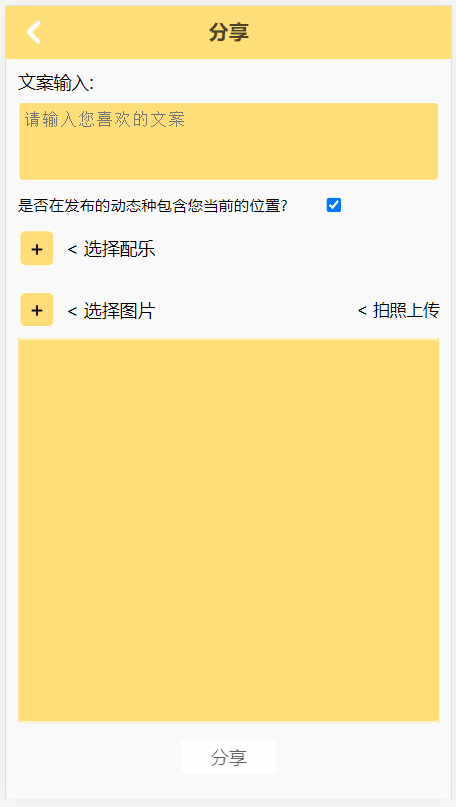 分享
文案输入:
请输入您喜欢的文案
是否在发布的动态种包含您当前的位置?
+ < 选择配乐
+ < 选择图片 < 拍照上传
分享